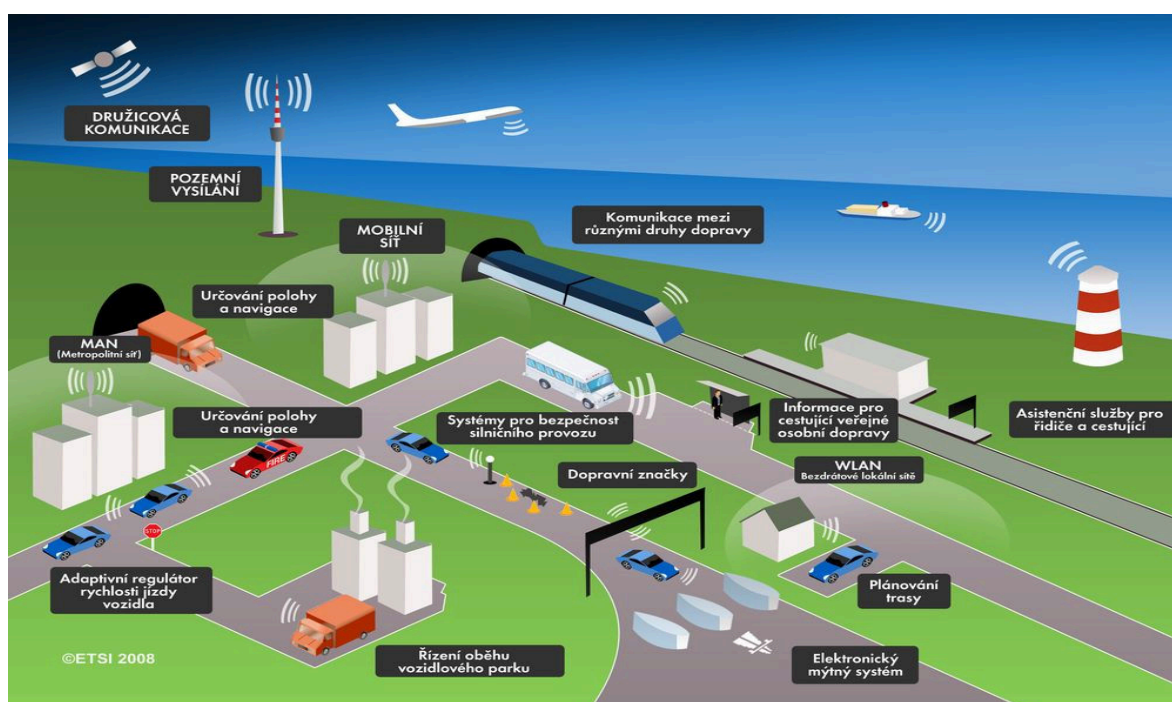 DRUŽICOVÁ
KOMUNIKACE
POZEMNÍ
VYSÍLÁNÍ
MOBILNÍ
SÍŤ
Komunikace mezi
různými druhy dopravy
Určování polohy
a navigace
MAN
(Metropolitní síť)
Určování polohy
a navigace
FIRE
Systémy pro bezpečnost
silničního provozu
Informace pro
cestující veřejné
osobní dopravy
Asistenční služby pro
řidiče a cestující
Dopravní značky
WLAN
Bezdrátové lokální sítě
STOP
Adaptivní regulátor
rychlosti jízdy
vozidla
Plánování
trasy
©ETSI 2008
Řízení oběhu
vozidlového parku
Elektronický
mýtný systém